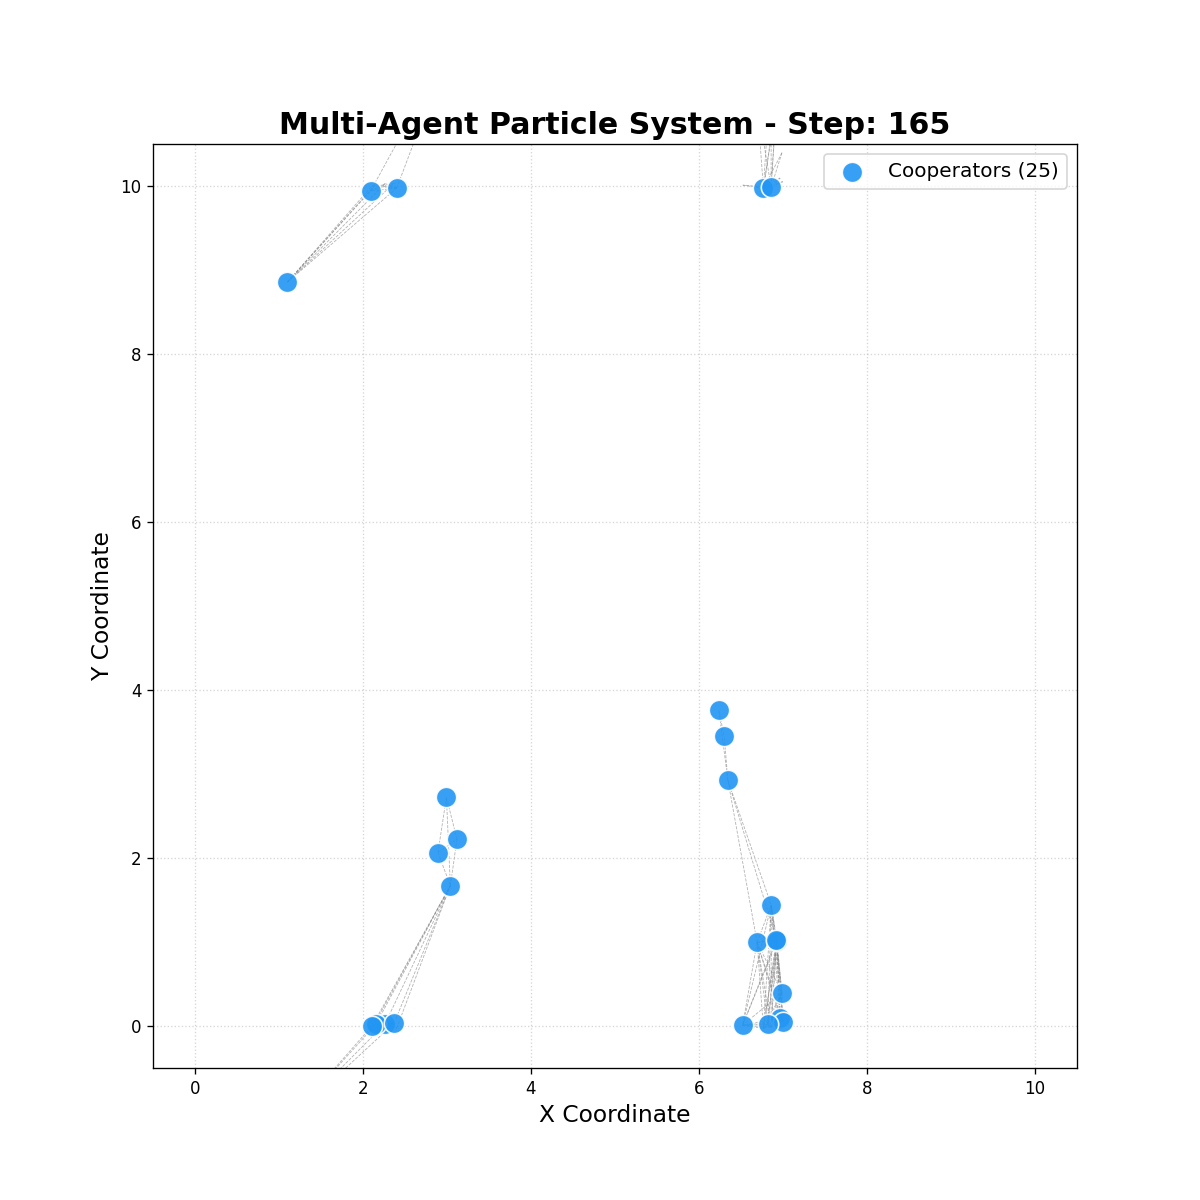 Multi-Agent Particle System - Step: 165
Cooperators (25)
10
8
6
4
2
0
Y Coordinate
0 2 4 6 8 10
X Coordinate